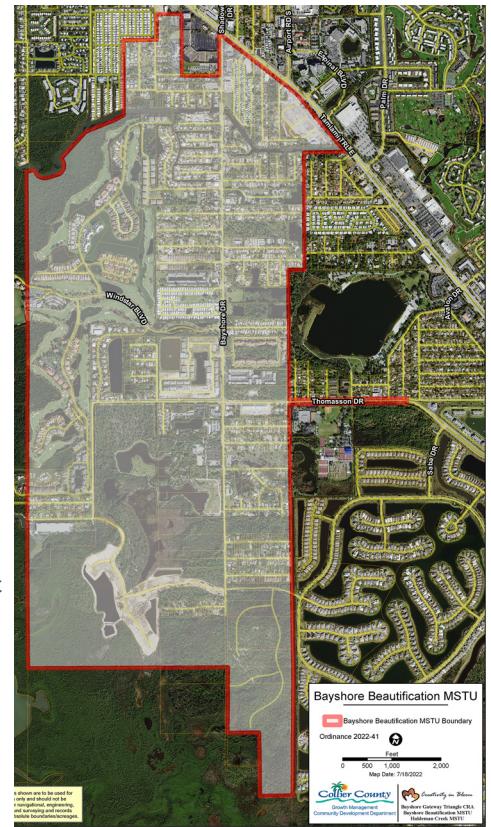 Shadow
DR
Airport RD S
Palm DR
Tamiami TRL E
Windstar BLVD
Bayshore DR
Avalon DR
Thomasson DR
Saba DR
Bayshore Beautification MSTU
Bayshore Beautification MSTU Boundary
Ordinance 2022-41
N
Feet
0 500 1,000 2,000
Map Date: 7/18/2022
Collier County
Growth Management
Community Development Department
Creativity in Bloom
Bayshore Gateway Triangle CRA
Bayshore Beautification MSTU
Haldeman Creek MSTU
s shown are to be used for
only and should not be
r navigational, engineering,
and surveying and records
absolute boundaries/acreages.